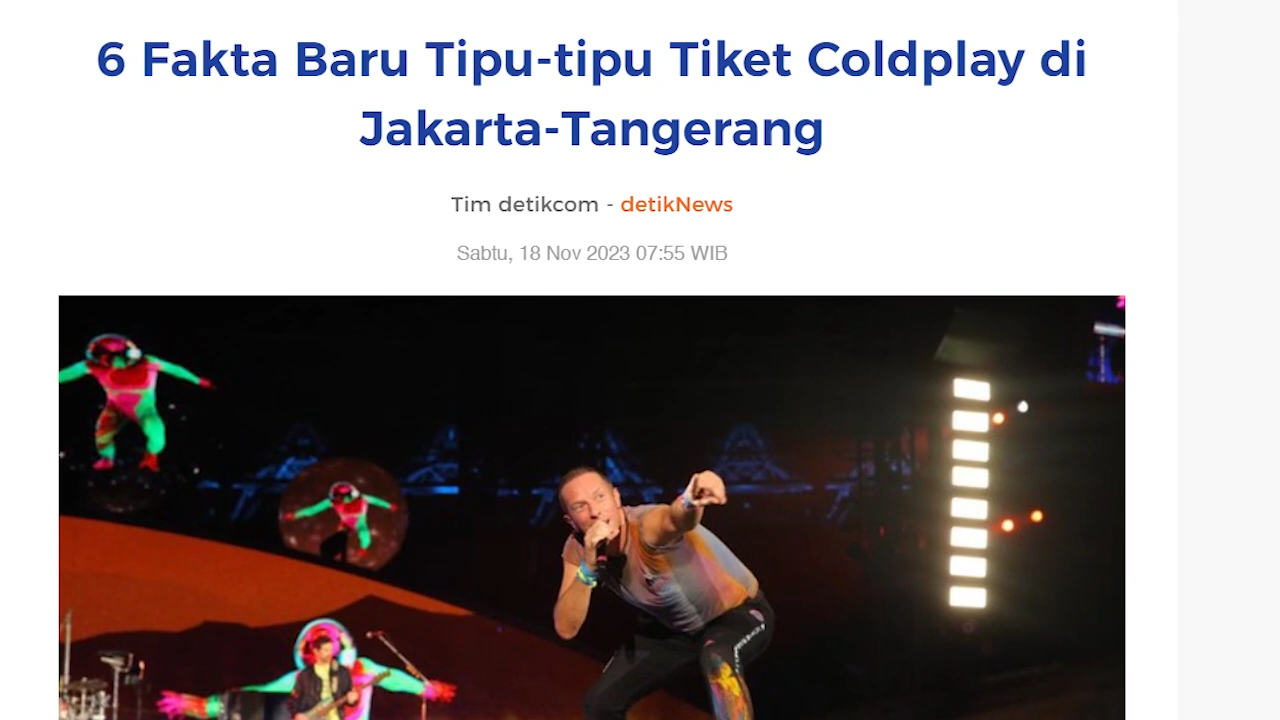 6 Fakta Baru Tipu-tipu Tiket Coldplay di
Jakarta-Tangerang
Tim detikcom - detikNews
Sabtu, 18 Nov 2023 07:55 WIB